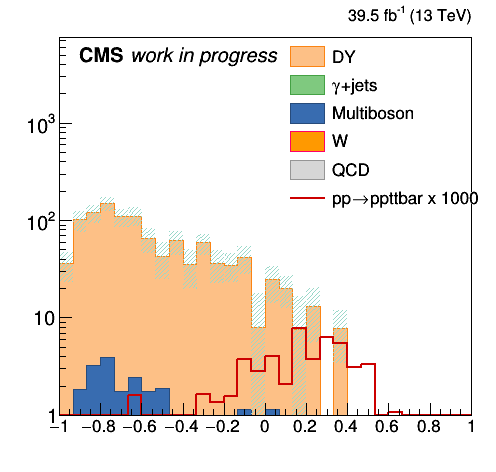 39.5 fb-1 (13 TeV)
CMS work in progress
DY
γ+jets
Multiboson
W
QCD
pp→ppttbar x 1000
10³
10²
10
1
−1 −0.8 −0.6 −0.4 −0.2 0 0.2 0.4 0.6 0.8 1